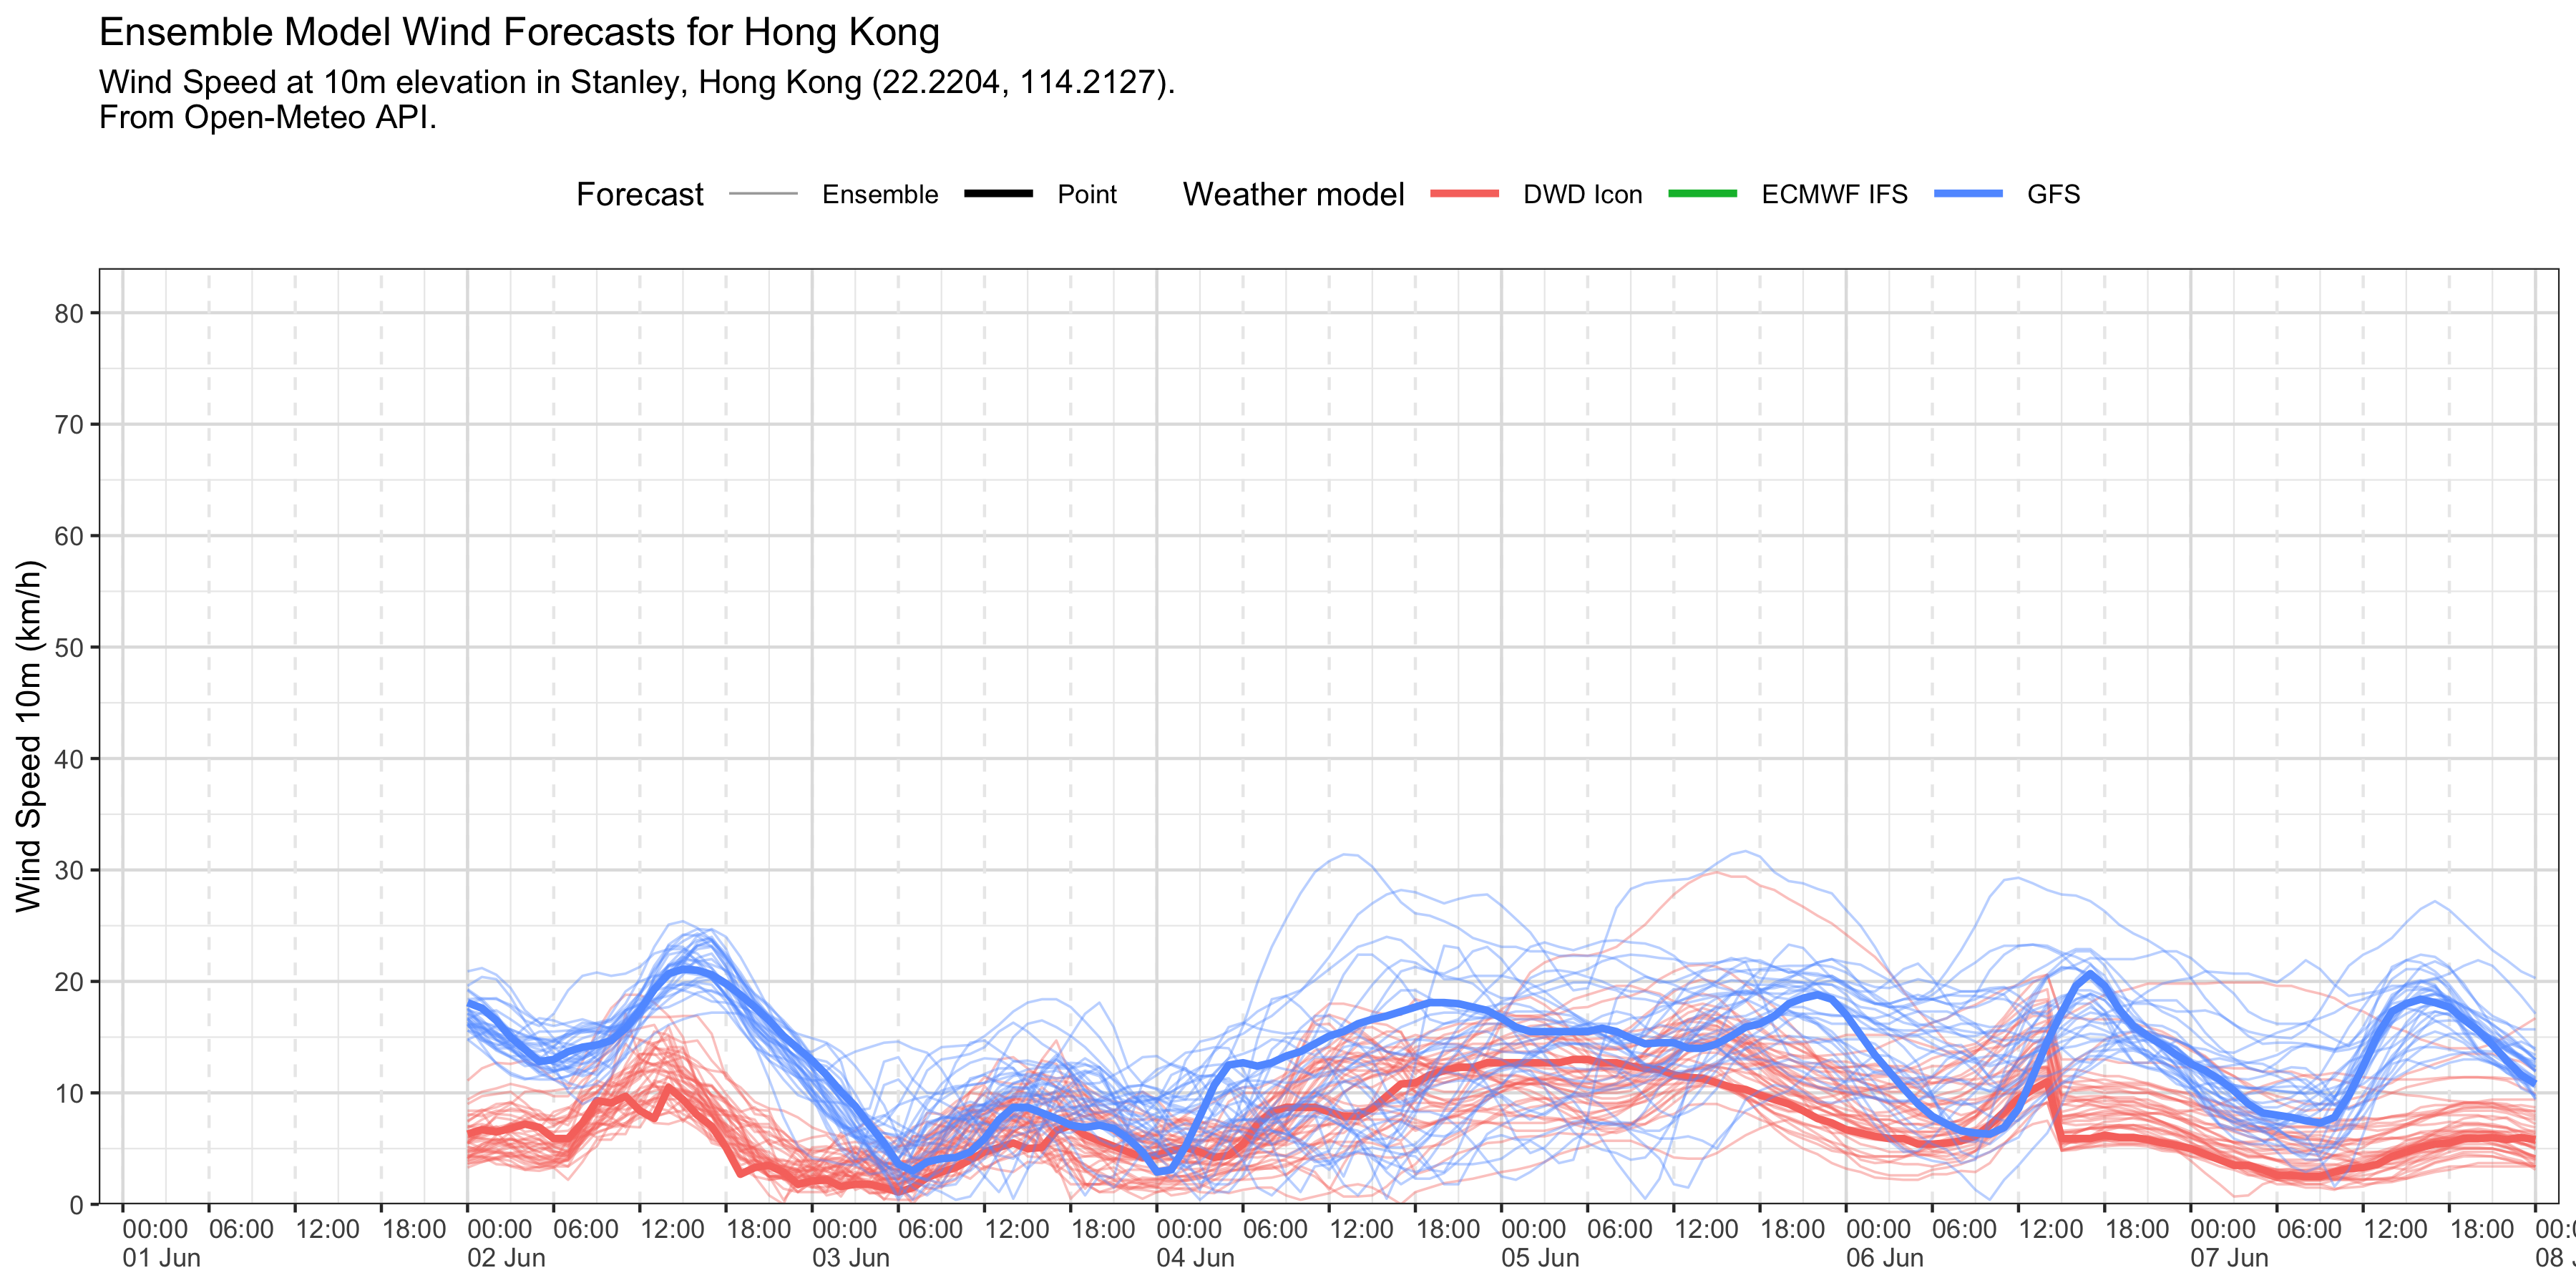 Ensemble Model Wind Forecasts for Hong Kong
Wind Speed at 10m elevation in Stanley, Hong Kong (22.2204, 114.2127).
From Open-Meteo API.
Forecast Ensemble Point Weather model DWD Icon ECMWF IFS GFS
Wind Speed 10m (km/h)
80
70
60
50
40
30
20
10
0
00:00 06:00 12:00 18:00 00:00 06:00 12:00 18:00 00:00 06:00 12:00 18:00 00:00 06:00 12:00 18:00 00:00 06:00 12:00 18:00 00:00 06:00 12:00 18:00 00:00 06:00 12:00 18:00 00:0
01 Jun 02 Jun 03 Jun 04 Jun 05 Jun 06 Jun 07 Jun 08